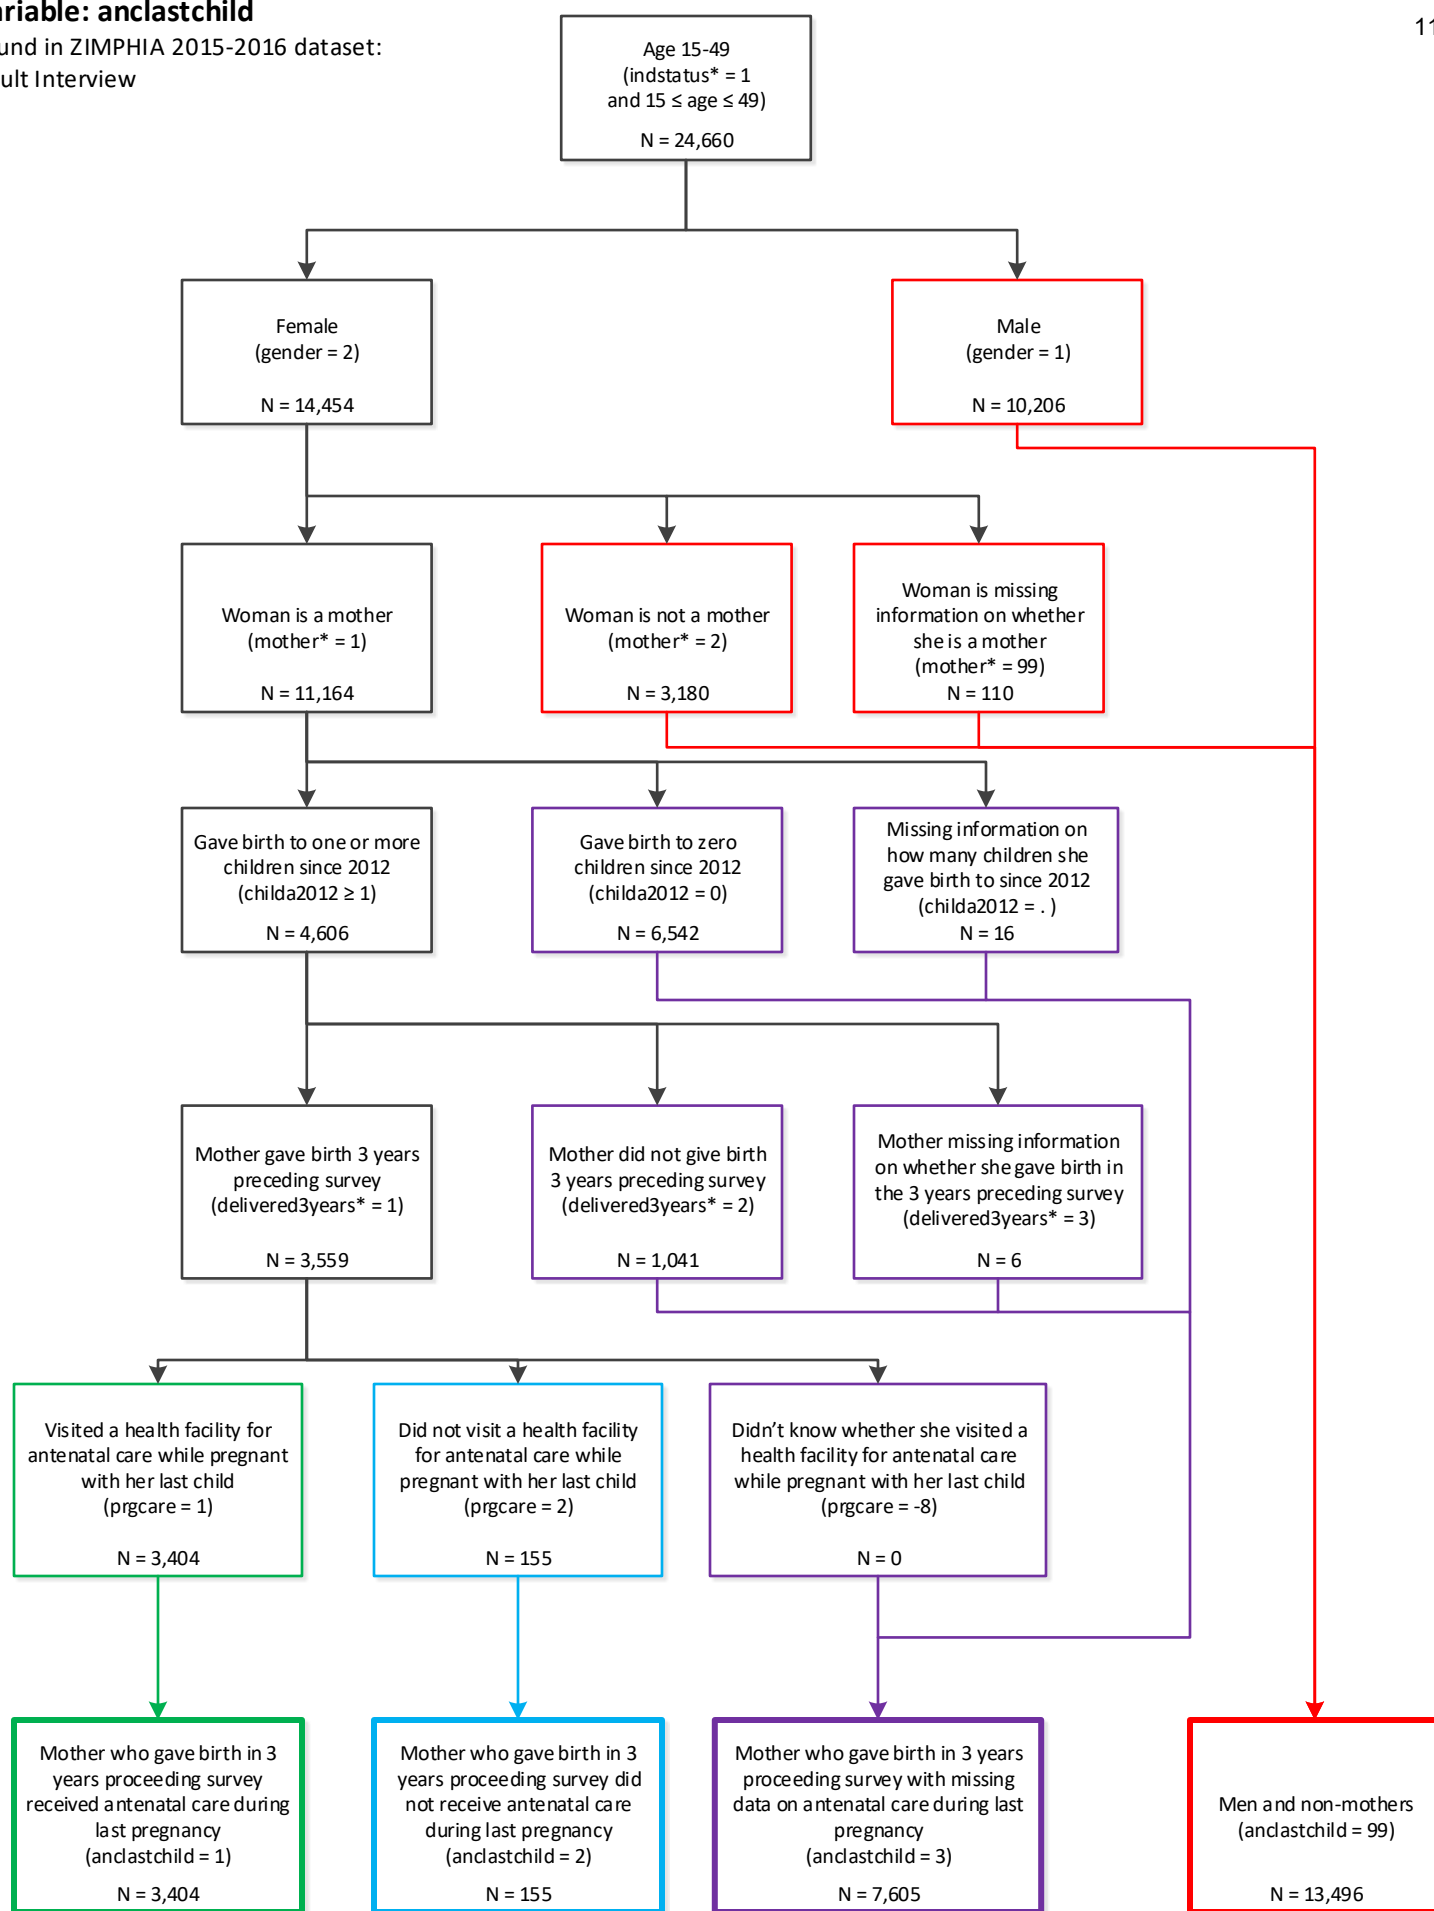 ariable: anclastchild
und in ZIMPHIA 2015-2016 dataset:
ult Interview
11
Age 15-49
(indstatus* = 1
and 15 ≤ age ≤ 49)
N = 24,660
Female
(gender = 2)
N = 14,454
Male
(gender = 1)
N = 10,206
Woman is a mother
(mother* = 1)
N = 11,164
Woman is not a mother
(mother* = 2)
N = 3,180
Woman is missing
information on whether
she is a mother
(mother* = 99)
N = 110
Gave birth to one or more
children since 2012
(childa2012 ≥ 1)
N = 4,606
Gave birth to zero
children since 2012
(childa2012 = 0)
N = 6,542
Missing information on
how many children she
gave birth to since 2012
(childa2012 = . )
N = 16
Mother gave birth 3 years
preceding survey
(delivered3years* = 1)
N = 3,559
Mother did not give birth
3 years preceding survey
(delivered3years* = 2)
N = 1,041
Mother missing information
on whether she gave birth in
the 3 years preceding survey
(delivered3years* = 3)
N = 6
Visited a health facility for
antenatal care while pregnant
with her last child
(prgcare = 1)
N = 3,404
Did not visit a health facility
for antenatal care while
pregnant with her last child
(prgcare = 2)
N = 155
Didn’t know whether she visited a
health facility for antenatal care
while pregnant with her last child
(prgcare = -8)
N = 0
Mother who gave birth in 3
years proceeding survey
received antenatal care during
last pregnancy
(anclastchild = 1)
N = 3,404
Mother who gave birth in 3
years proceeding survey did
not receive antenatal care
during last pregnancy
(anclastchild = 2)
N = 155
Mother who gave birth in 3 years
proceeding survey with missing
data on antenatal care during last
pregnancy
(anclastchild = 3)
N = 7,605
Men and non-mothers
(anclastchild = 99)
N = 13,496